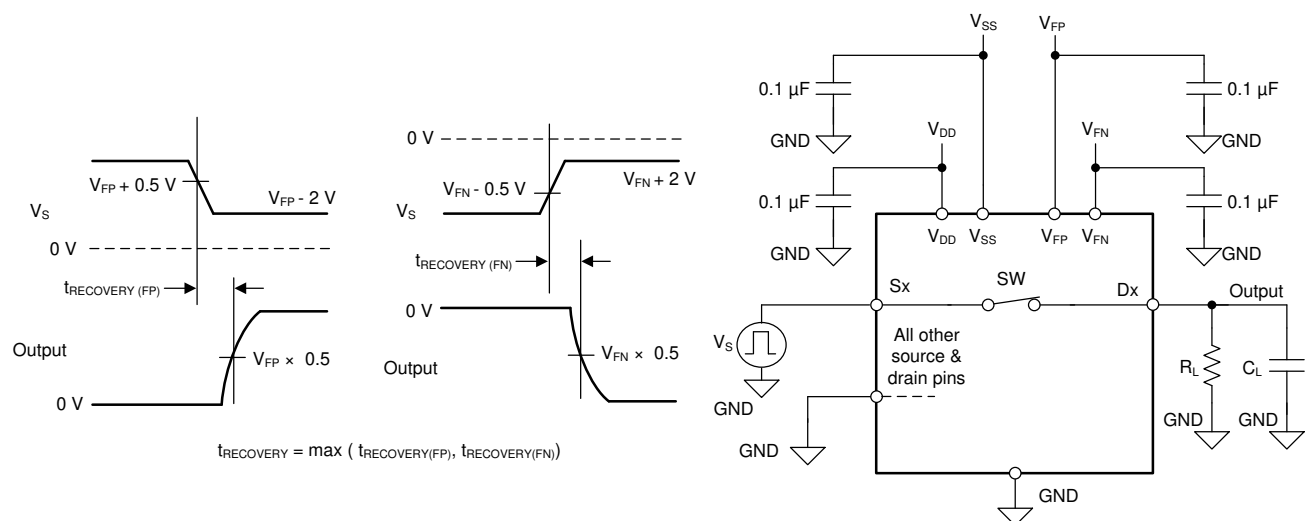 V_FP + 0.5 V
V_FP - 2 V
V_S
0 V
t_RECOVERY (FP)
Output
V_FP × 0.5
0 V
0 V
V_FN - 0.5 V
V_FN + 2 V
V_S
t_RECOVERY (FN)
0 V
Output
V_FN × 0.5
t_RECOVERY = max ( t_RECOVERY(FP), t_RECOVERY(FN))
V_SS
V_FP
0.1 µF
0.1 µF
GND
V_DD
V_FN
GND
0.1 µF
0.1 µF
GND
V_DD
V_SS
V_FP
V_FN
GND
Sx
SW
Dx
Output
V_S
All other
source &
drain pins
R_L
C_L
GND
GND
GND
GND
GND